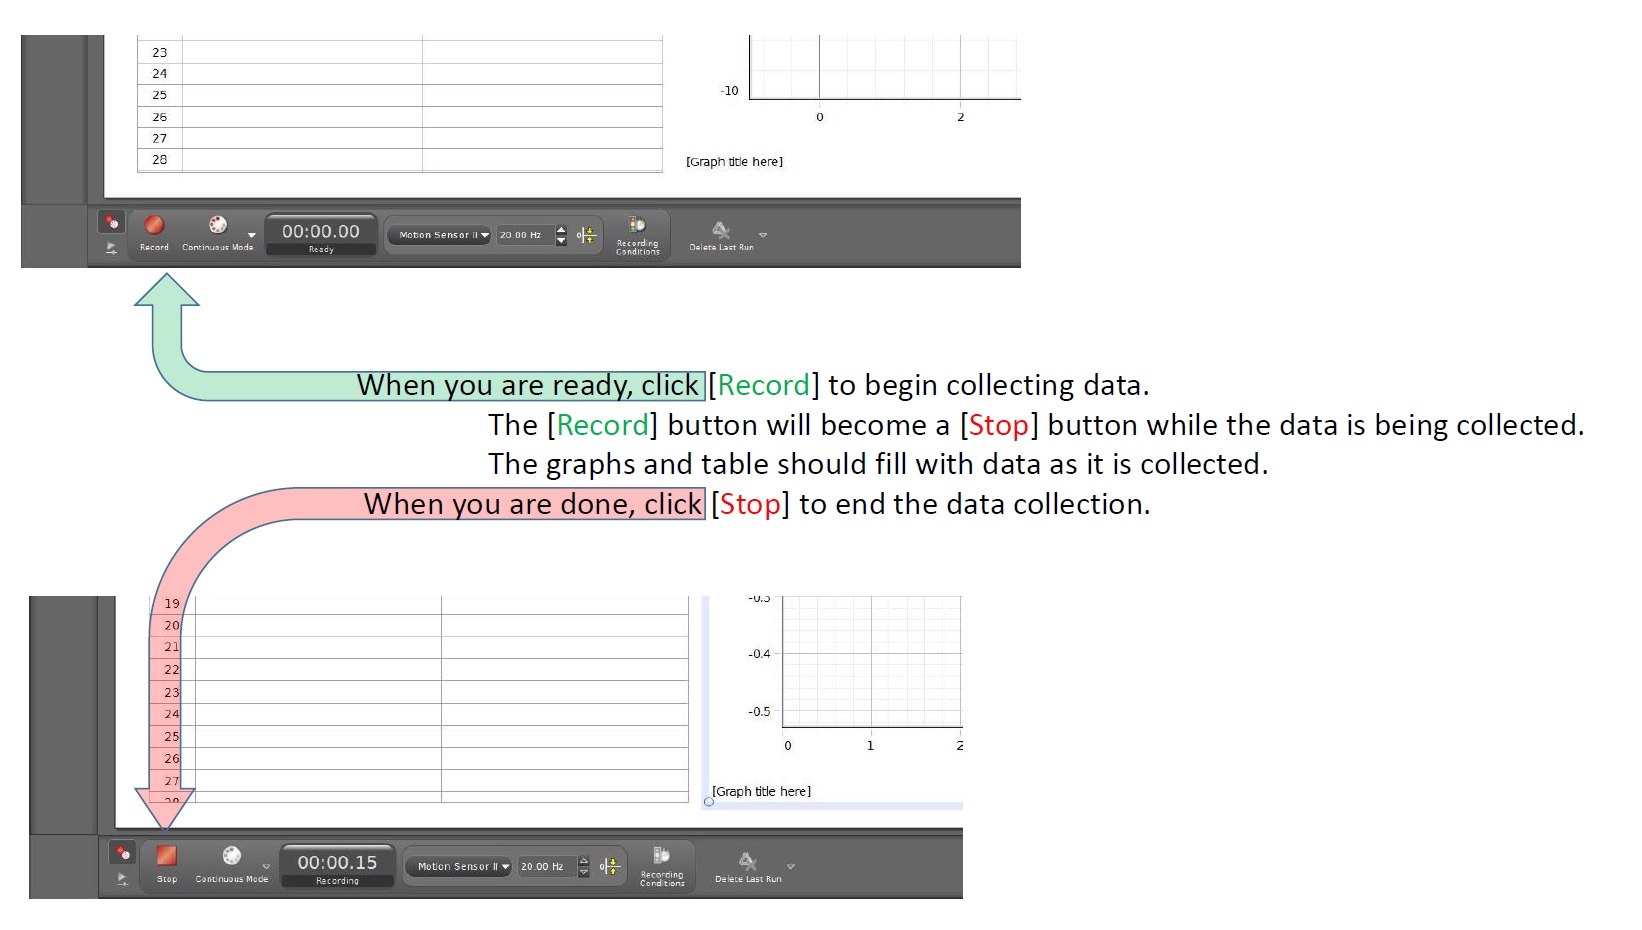 23
24
25
26
27
28
-10
0 2
[Graph title here]
Record Continuous Mode 00:00.00 Ready Motion Sensor II 20.00 Hz Recording Conditions Delete Last Run
When you are ready, click [Record] to begin collecting data.
The [Record] button will become a [Stop] button while the data is being collected.
The graphs and table should fill with data as it is collected.
When you are done, click [Stop] to end the data collection.
19
20
21
22
23
24
25
26
27
-0.4
-0.5
0 1 2
[Graph title here]
Stop Continuous Mode 00:00.15 Recording Motion Sensor II 20.00 Hz Recording Conditions Delete Last Run